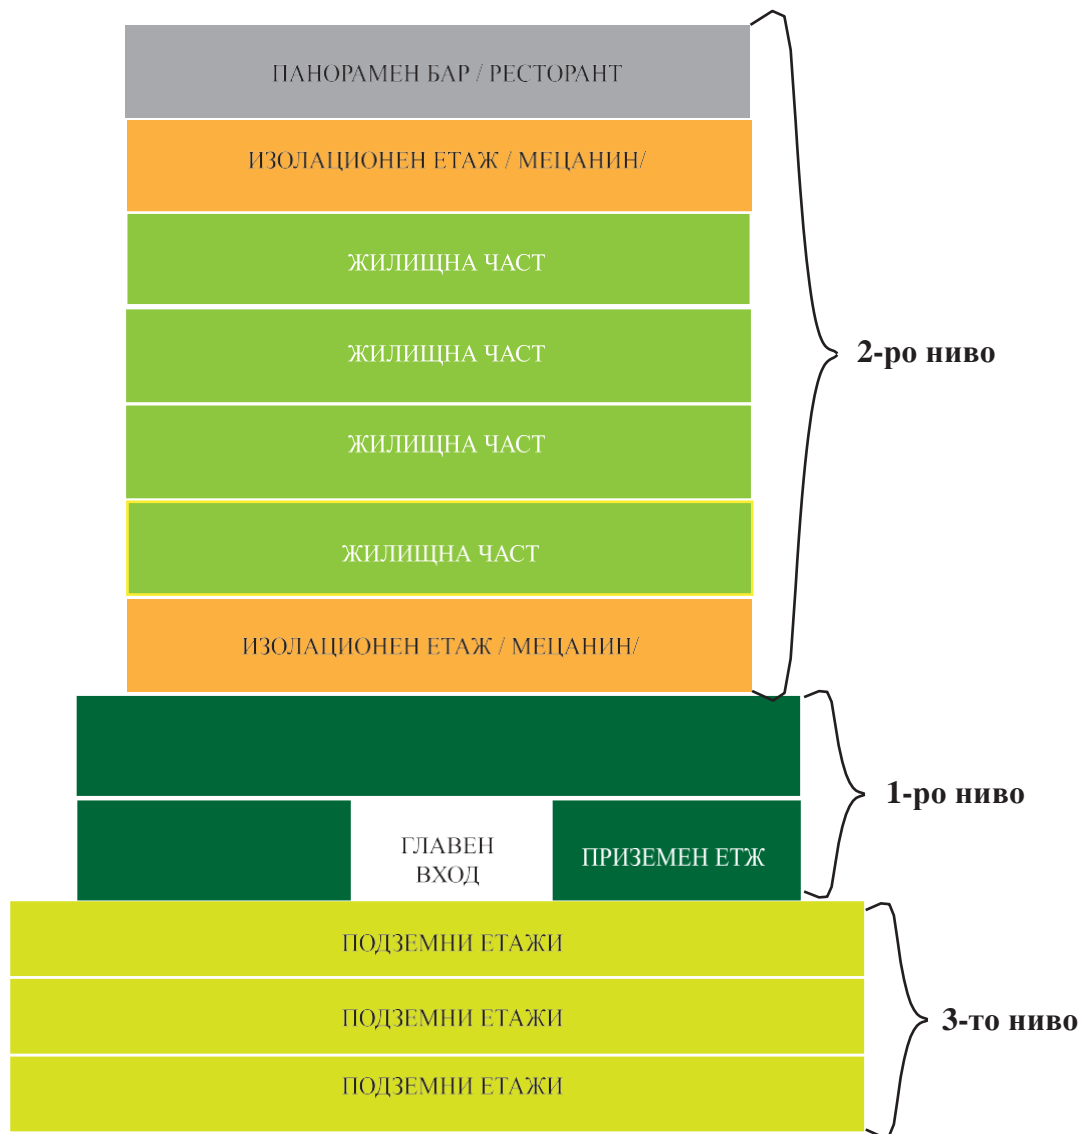 ПАНОРАМЕН БАР / РЕСТОРАНТ
ИЗОЛАЦИОНЕН ЕТАЖ / МЕЦАНИН/
ЖИЛИЩНА ЧАСТ
ЖИЛИЩНА ЧАСТ
2-ро ниво
ЖИЛИЩНА ЧАСТ
ЖИЛИЩНА ЧАСТ
ИЗОЛАЦИОНЕН ЕТАЖ / МЕЦАНИН/
1-ро ниво
ГЛАВЕН
ВХОД
ПРИЗЕМЕН ЕТЖ
ПОДЗЕМНИ ЕТАЖИ
ПОДЗЕМНИ ЕТАЖИ
3-то ниво
ПОДЗЕМНИ ЕТАЖИ